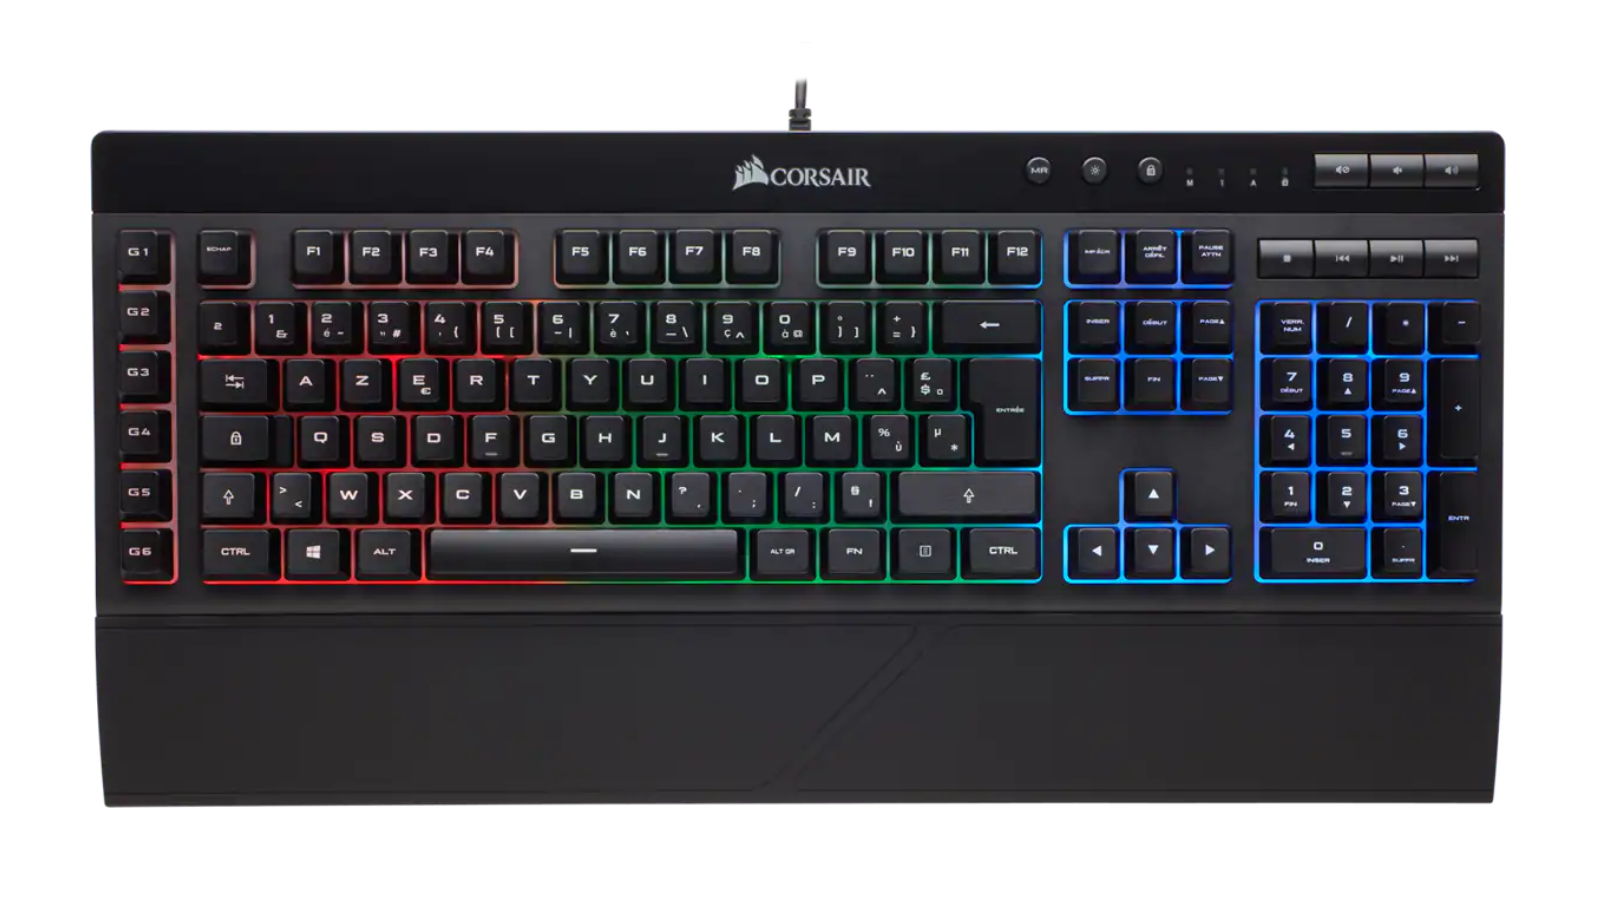 CORSAIR
MR
M 1 A
G1 ECHAP F1 F2 F3 F4 F5 F6 F7 F8 F9 F10 F11 F12 IMP-ÉCR ARRÊT DÉFIL PAUSE ATTN
G2 2 1 & 2 é ~ 3 " # 4 ' { 5 ( [ 6 - | 7 è ` 8 _ \ 9 ç ^ 0 à @ ° ) ] + = } INSER DÉBUT PAGE▲ VERR. NUM / * -
G3 A Z E € R T Y U I O P ¨ ^ £ $ ¤ ENTRÉE SUPPR FIN PAGE▼ 7 DÉBUT 8 ▲ 9 PAGE▲ +
G4 Q S D F G H J K L M % ù µ * 4 ◀ 5 6 ▶
G5 > < W X C V B N ? , . ; / : § ! ▲ 1 FIN 2 ▼ 3 PAGE▼ ENTR
G6 CTRL ALT ALT GR FN CTRL ◀ ▼ ▶ 0 INSER . SUPPR